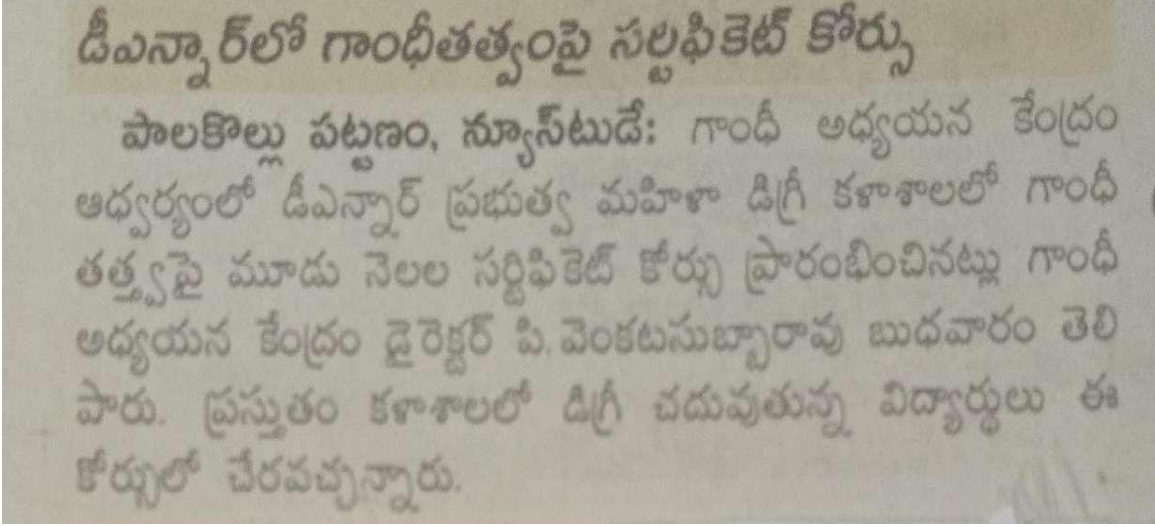 డీఎన్నార్‌లో గాంధీతత్వంపై సర్టిఫికెట్ కోర్సు
పాలకొల్లు పట్టణం, న్యూస్‌టుడే: గాంధీ అధ్యయన కేంద్రం
ఆధ్వర్యంలో డీఎన్నార్ ప్రభుత్వ మహిళా డిగ్రీ కళాశాలలో గాంధీ
తత్త్వపై మూడు నెలల సర్టిఫికెట్ కోర్సు ప్రారంభించినట్లు గాంధీ
అధ్యయన కేంద్రం డైరెక్టర్ పి.వెంకటసుబ్బారావు బుధవారం తెలి
పారు. ప్రస్తుతం కళాశాలలో డిగ్రీ చదువుతున్న విద్యార్థులు ఈ
కోర్సులో చేరవచ్చన్నారు.